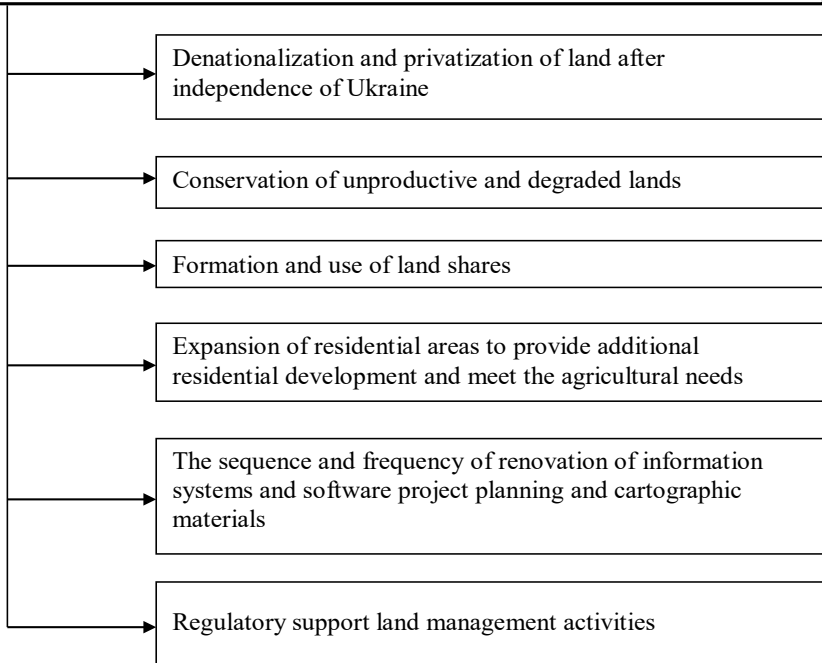 Denationalization and privatization of land after
independence of Ukraine
Conservation of unproductive and degraded lands
Formation and use of land shares
Expansion of residential areas to provide additional
residential development and meet the agricultural needs
The sequence and frequency of renovation of information
systems and software project planning and cartographic
materials
Regulatory support land management activities